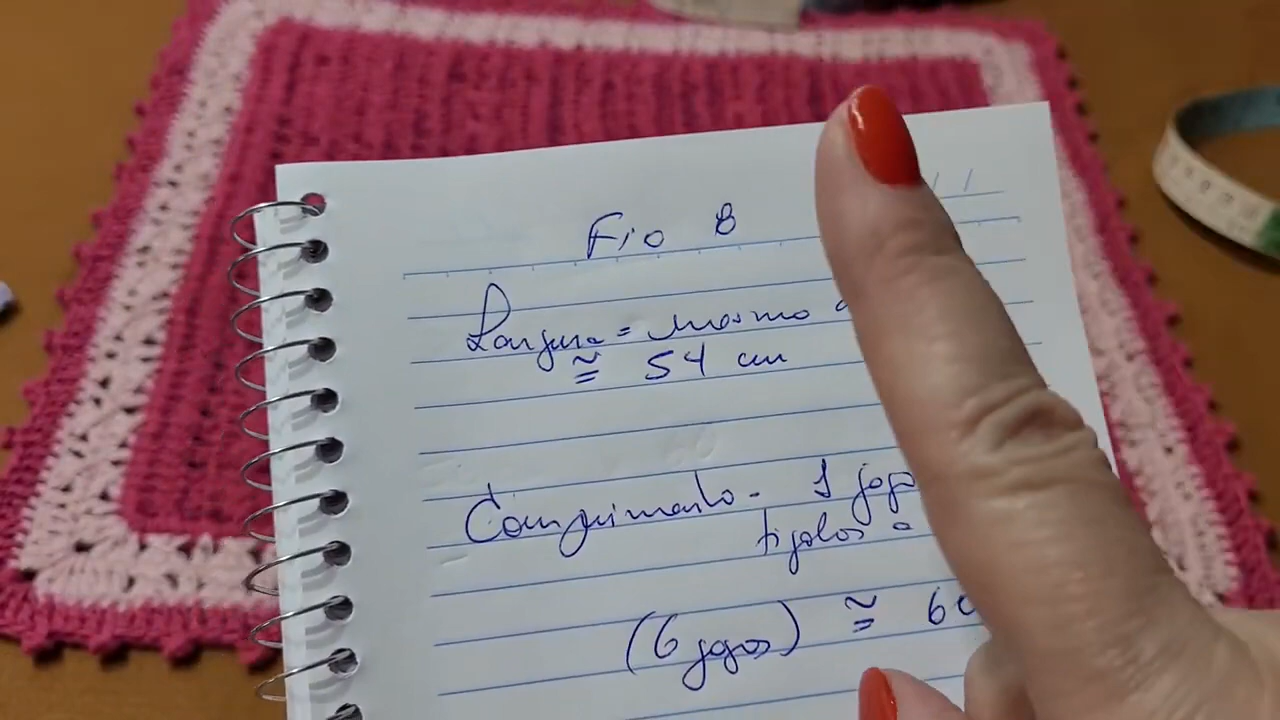 Fio 8
Largura = mesmo
≅ 54 cm
Comprimento - 1 jogo
tijolos =
(6 jogos) ≅ 60